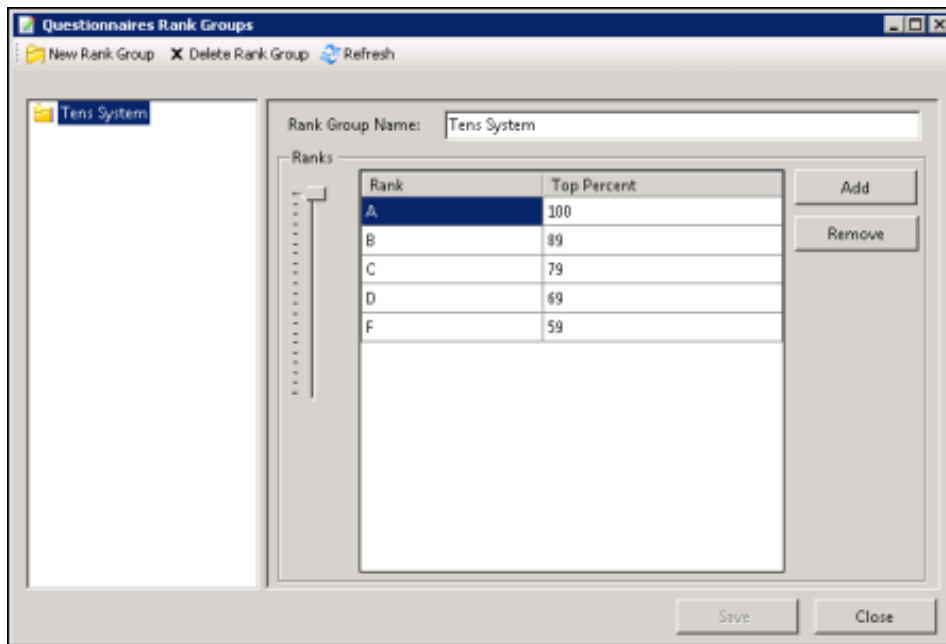 Questionnaires Rank Groups
New Rank Group X Delete Rank Group Refresh
Tens System
Rank Group Name: Tens System
Ranks
Rank Top Percent
A 100
B 89
C 79
D 69
F 59
Add
Remove
Save Close